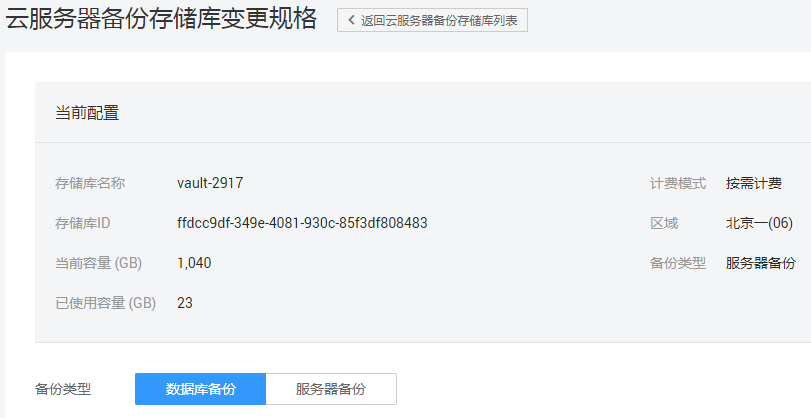 云服务器备份存储库变更规格 返回云服务器备份存储库列表
当前配置
存储库名称 vault-2917 计费模式 按需计费
存储库ID ffdcc9df-349e-4081-930c-85f3df808483 区域 北京一(06)
当前容量 (GB) 1,040 备份类型 服务器备份
已使用容量 (GB) 23
备份类型 数据库备份 服务器备份